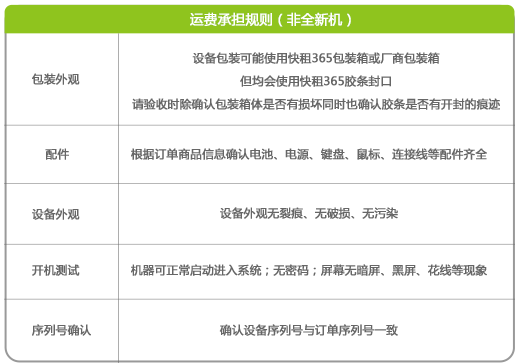 运费承担规则（非全新机）
包装外观
设备包装可能使用快租365包装箱或厂商包装箱
但均会使用快租365胶条封口
请验收时除确认包装箱体是否有损坏同时也确认胶条是否有开封的痕迹
配件
根据订单商品信息确认电池、电源、键盘、鼠标、连接线等配件齐全
设备外观
设备外观无裂痕、无破损、无污染
开机测试
机器可正常启动进入系统；无密码；屏幕无暗屏、黑屏、花线等现象
序列号确认
确认设备序列号与订单序列号一致